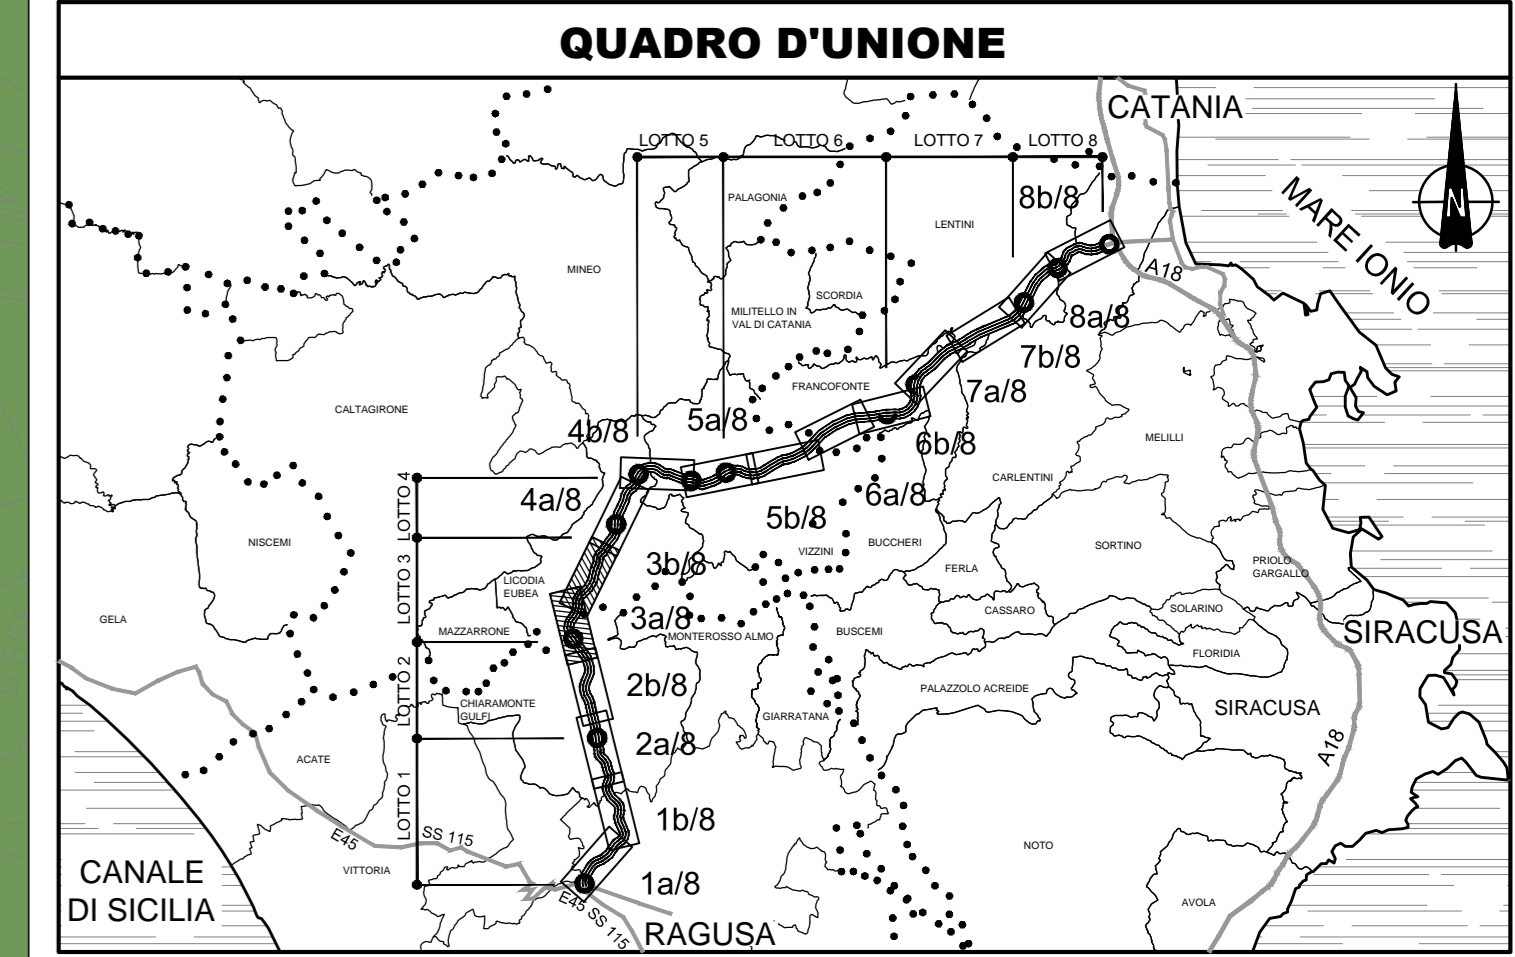 QUADRO D'UNIONE
CATANIA
LOTTO 5
LOTTO 6
LOTTO 7
LOTTO 8
8b/8
PALAGONIA
LENTINI
MARE IONIO
N
A18
MINEO
SCORDIA
MILITELLO IN
VAL DI CATANIA
8a/8
7b/8
FRANCOFONTE
7a/8
CALTAGIRONE
5a/8
4b/8
6b/8
MELILLI
CARLENTINI
LOTTO 4
4a/8
6a/8
5b/8
NISCEMI
VIZZINI
BUCCHERI
SORTINO
PRIOLO
GARGALLO
3b/8
FERLA
LOTTO 3
LICODIA
EUBEA
CASSARO
SOLARINO
GELA
3a/8
MAZZARRONE
MONTEROSSO ALMO
BUSCEMI
SIRACUSA
FLORIDIA
LOTTO 2
2b/8
PALAZZOLO ACREIDE
CHIARAMONTE
GULFI
GIARRATANA
SIRACUSA
2a/8
A18
ACATE
LOTTO 1
1b/8
E45
SS 115
NOTO
VITTORIA
CANALE
DI SICILIA
1a/8
E45 SS 115
RAGUSA
AVOLA